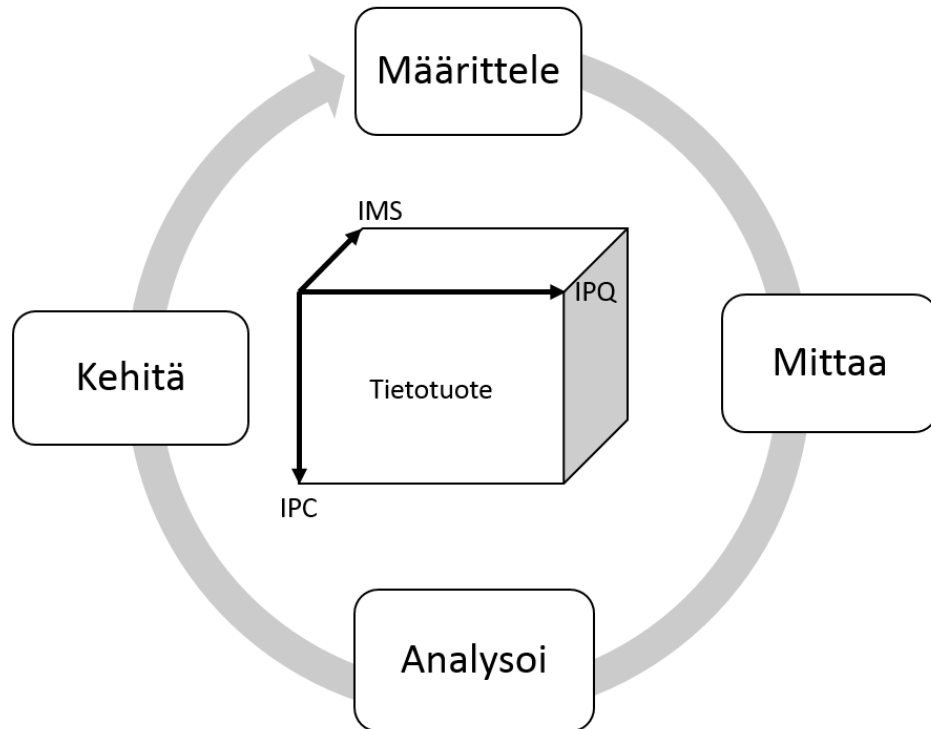 Määrittele
IMS
IPQ
Kehitä
Mittaa
Tietotuote
IPC
Analysoi